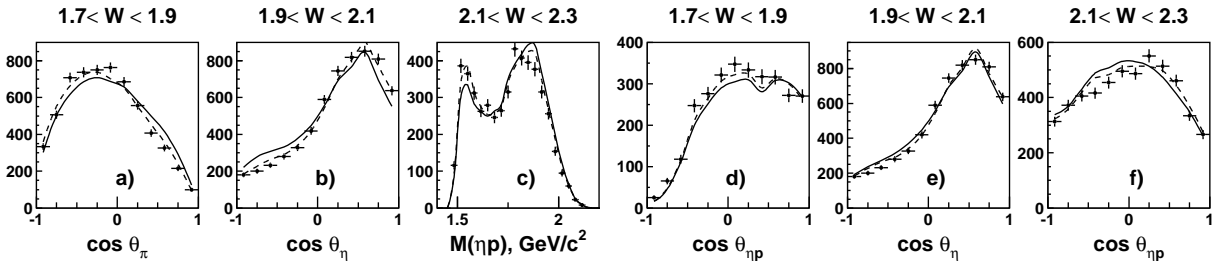 1.7< W < 1.9 1.9< W < 2.1 2.1< W < 2.3 1.7< W < 1.9 1.9< W < 2.1 2.1< W < 2.3
800 600 400 200 0 a) -1 0 1 cos θπ
800 600 400 200 0 b) -1 0 1 cos θη
400 300 200 100 0 c) 1.5 2 M(ηp), GeV/c²
400 300 200 100 0 d) -1 0 1 cos θηp
800 600 400 200 0 e) -1 0 1 cos θη
600 400 200 0 f) -1 0 1 cos θηp